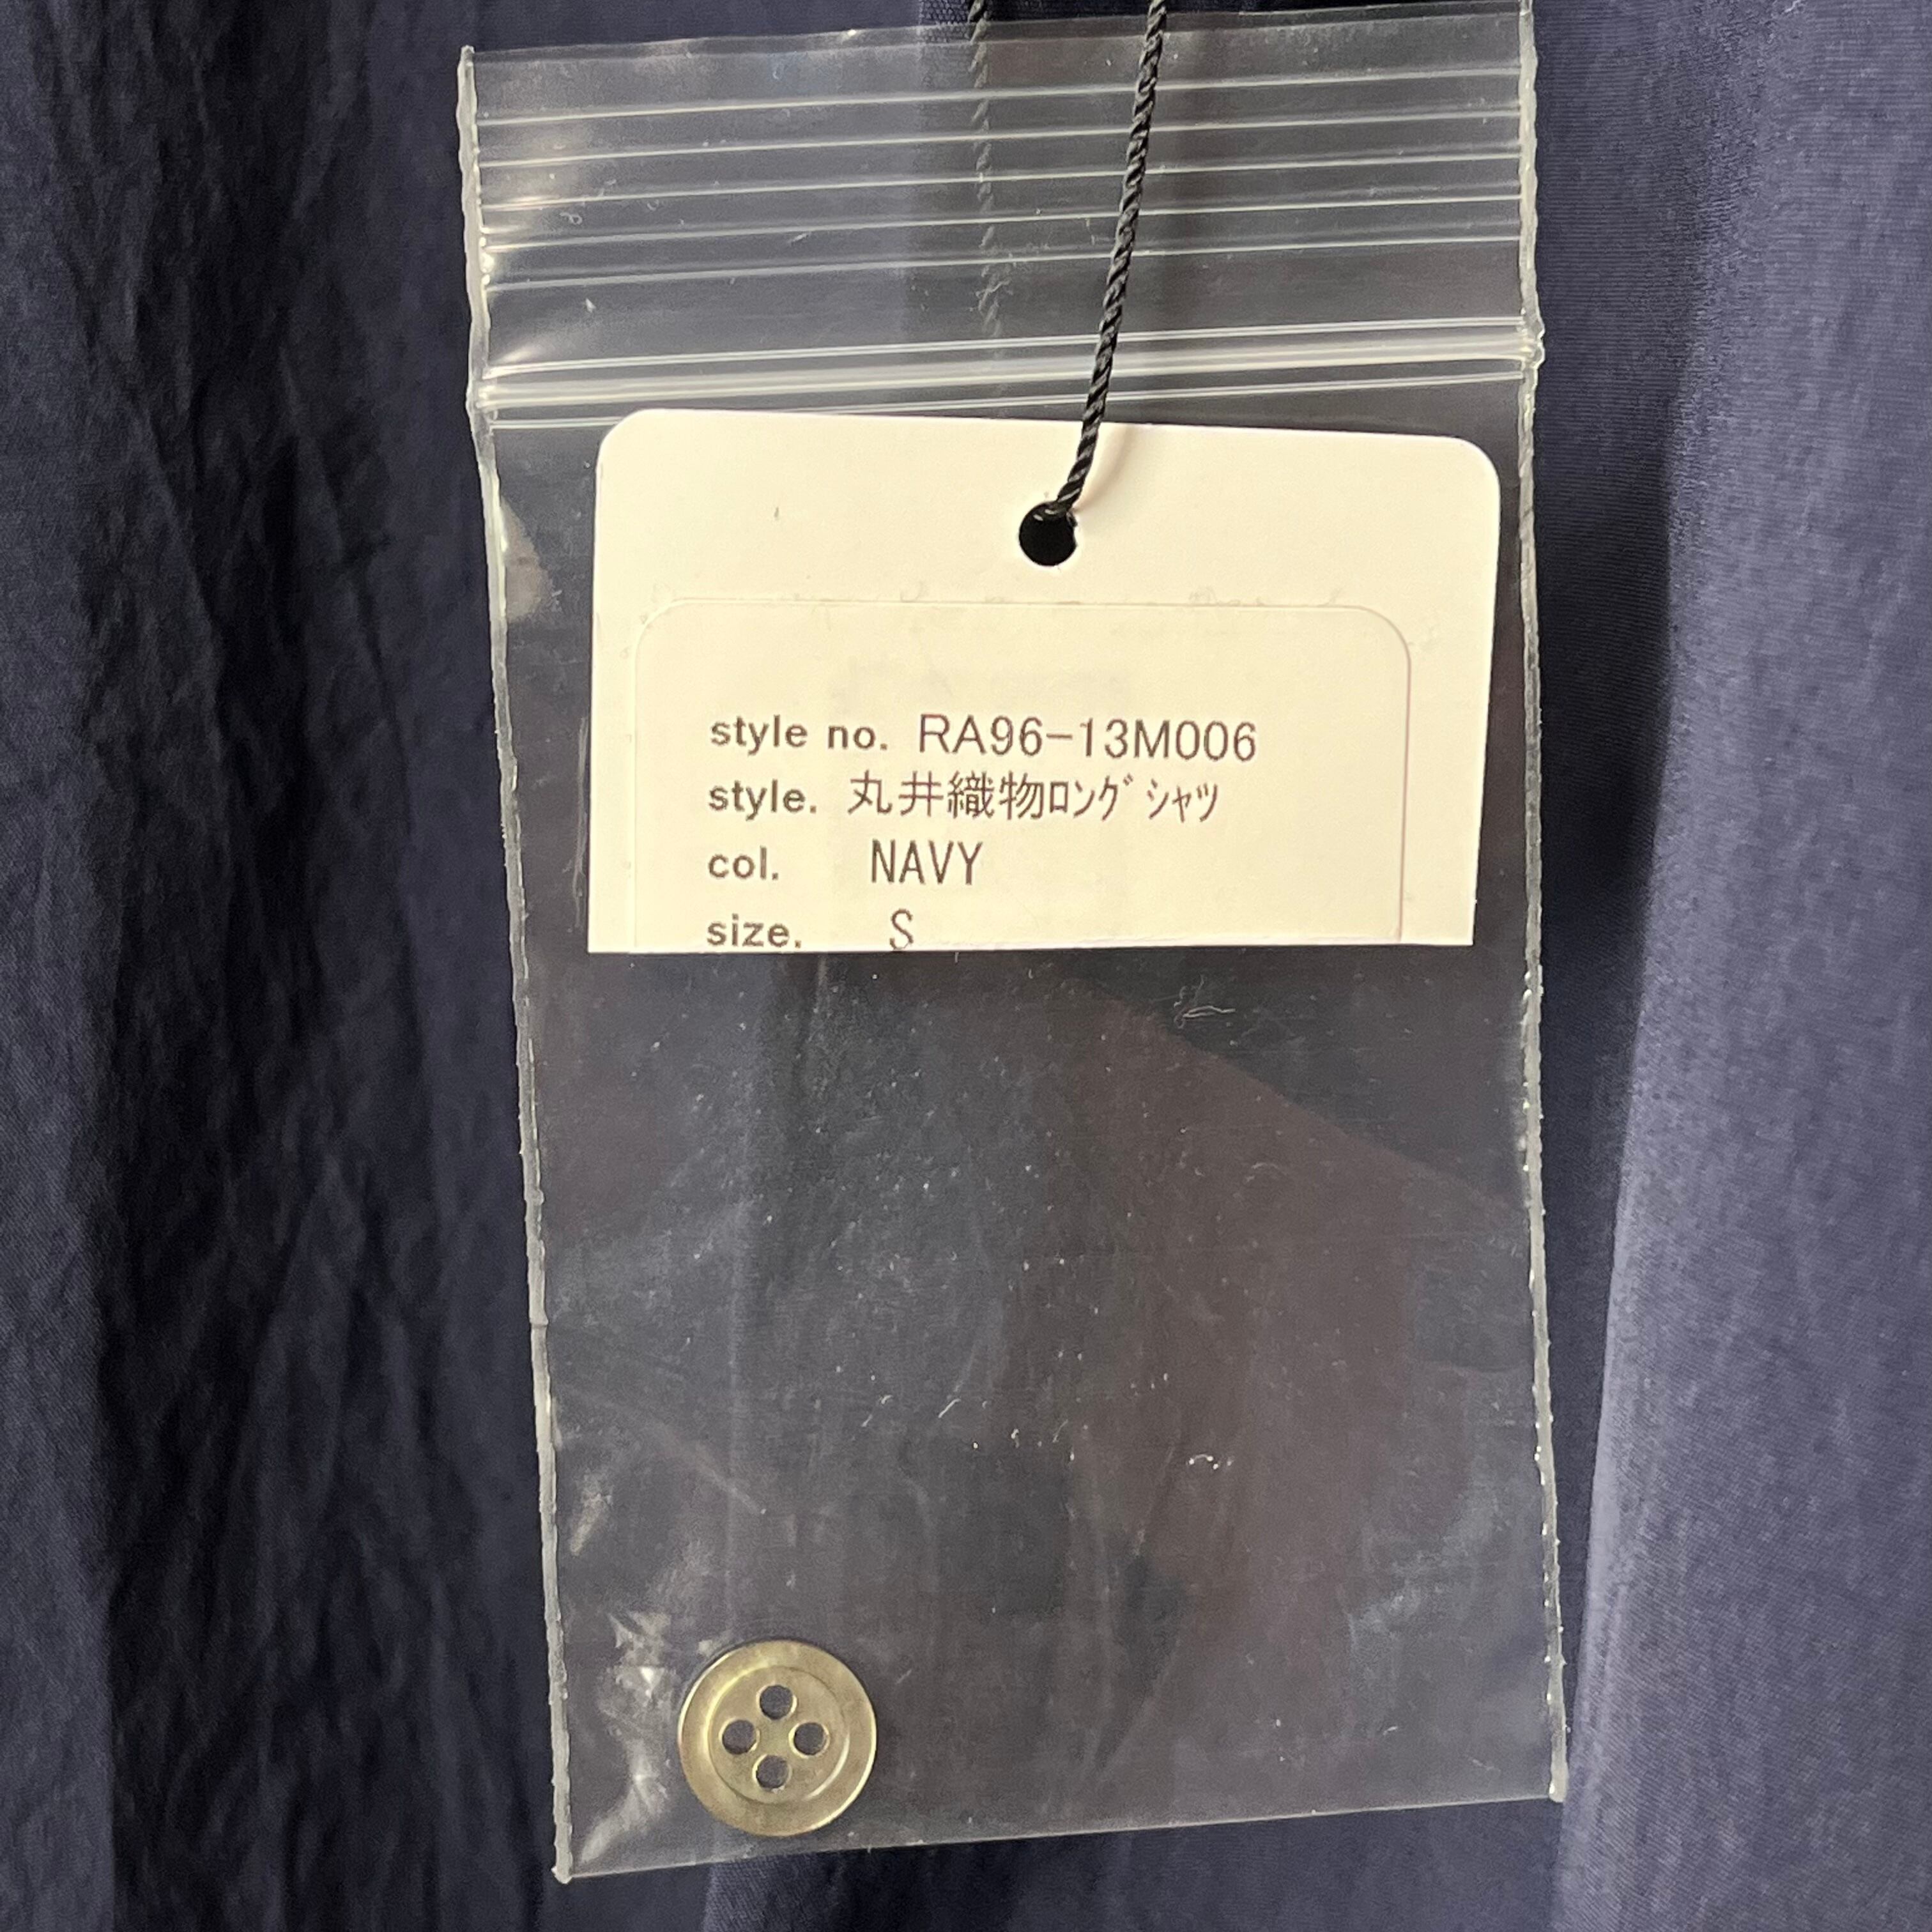 style no. RA96-13M006
style. 丸井織物ﾛﾝｸﾞｼｬﾂ
col. NAVY
size. S